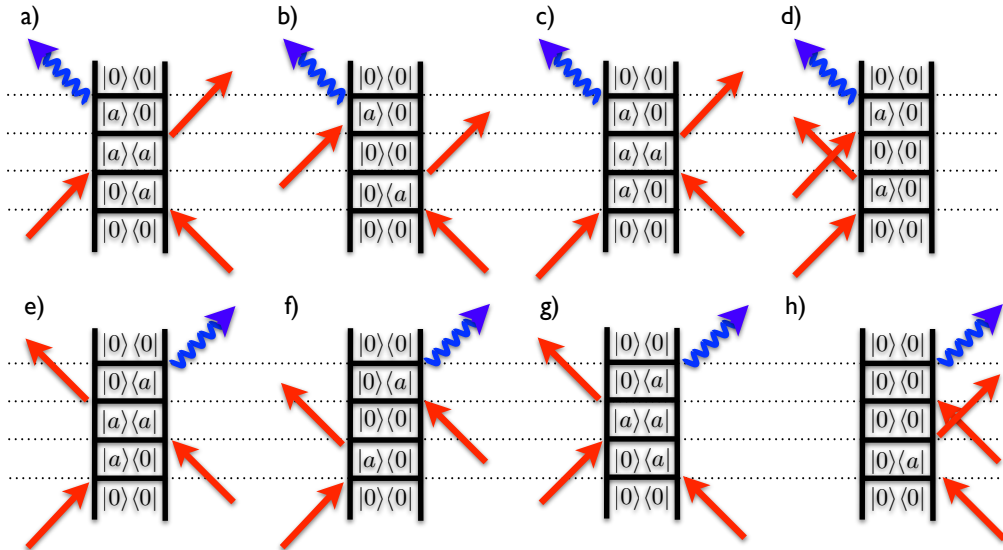 a) b) c) d)
|0⟩⟨0| |0⟩⟨0| |0⟩⟨0| |0⟩⟨0|
|a⟩⟨0| |a⟩⟨0| |a⟩⟨0| |a⟩⟨0|
|a⟩⟨a| |0⟩⟨0| |a⟩⟨a| |0⟩⟨0|
|0⟩⟨a| |0⟩⟨a| |a⟩⟨0| |a⟩⟨0|
|0⟩⟨0| |0⟩⟨0| |0⟩⟨0| |0⟩⟨0|
e) f) g) h)
|0⟩⟨0| |0⟩⟨0| |0⟩⟨0| |0⟩⟨0|
|0⟩⟨a| |0⟩⟨a| |0⟩⟨a| |0⟩⟨0|
|a⟩⟨a| |0⟩⟨0| |a⟩⟨a| |0⟩⟨0|
|a⟩⟨0| |a⟩⟨0| |0⟩⟨a| |0⟩⟨a|
|0⟩⟨0| |0⟩⟨0| |0⟩⟨0| |0⟩⟨0|